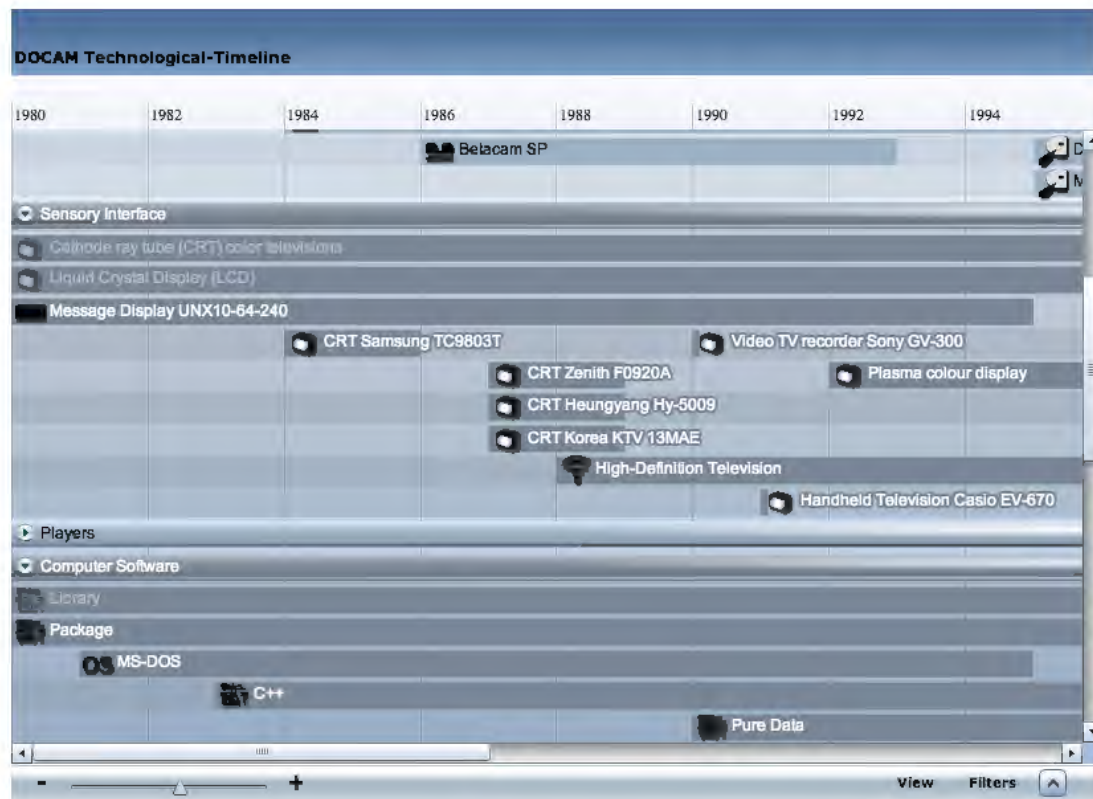 DOCAM Technological-Timeline
1980 1982 1984 1986 1988 1990 1992 1994
Betacam SP D
M
Sensory Interface
Cathode ray tube (CRT) color televisions
Liquid Crystal Display (LCD)
Message Display UNX10-64-240
CRT Samsung TC9803T Video TV recorder Sony GV-300
CRT Zenith F0920A Plasma colour display
CRT Heungyang Hy-5009
CRT Korea KTV 13MAE
High-Definition Television
Handheld Television Casio EV-670
Players
Computer Software
Library
Package
OS MS-DOS
C++
Pure Data
- + View Filters